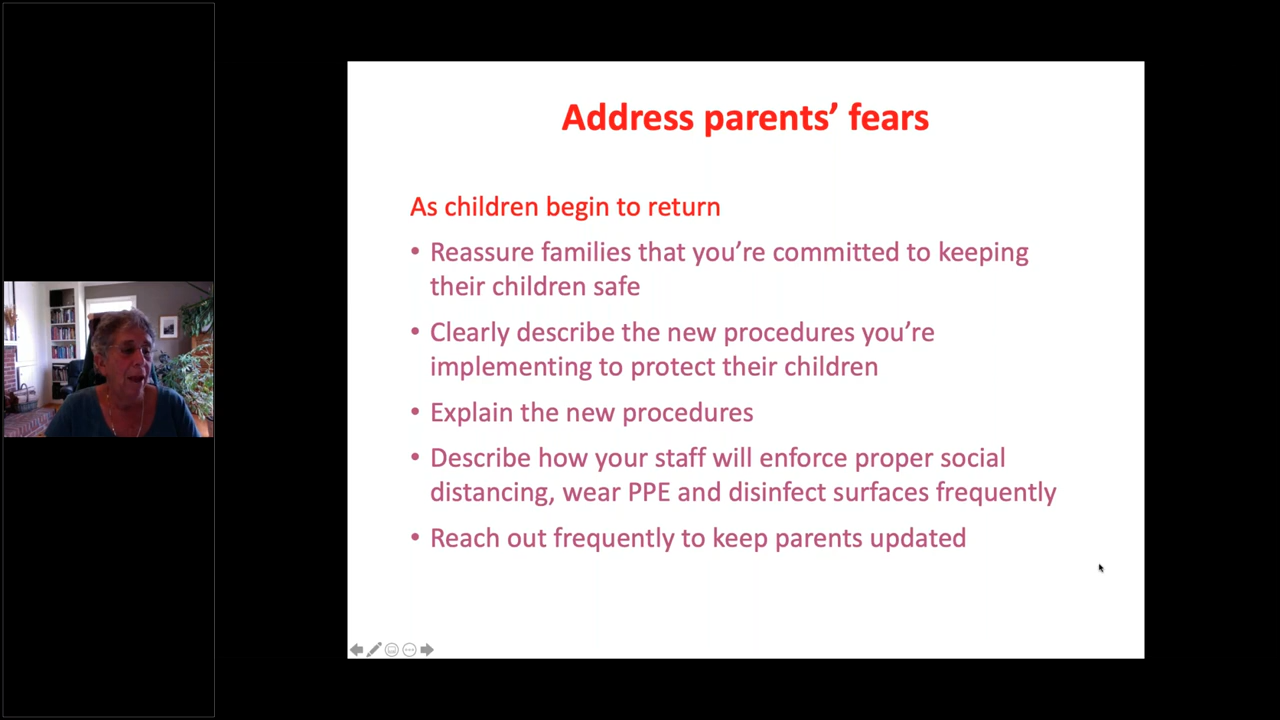 Address parents’ fears
As children begin to return
• Reassure families that you’re committed to keeping
their children safe
• Clearly describe the new procedures you’re
implementing to protect their children
• Explain the new procedures
• Describe how your staff will enforce proper social
distancing, wear PPE and disinfect surfaces frequently
• Reach out frequently to keep parents updated